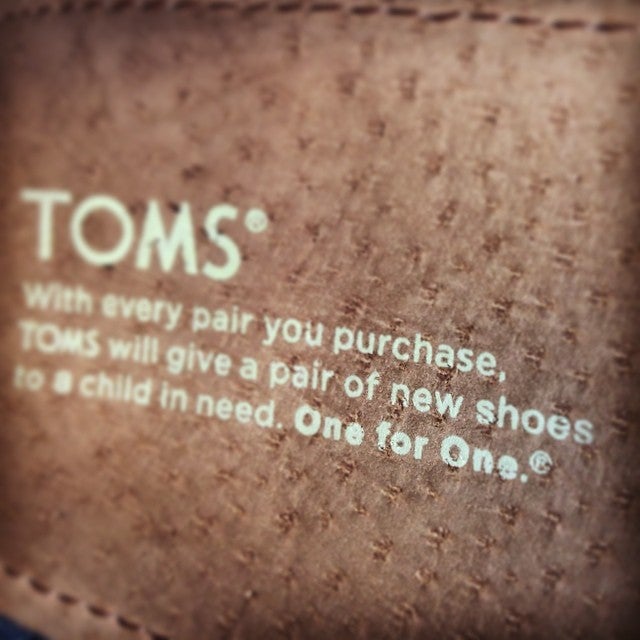 TOMS®
With every pair you purchase,
TOMS will give a pair of new shoes
to a child in need. One for One.®